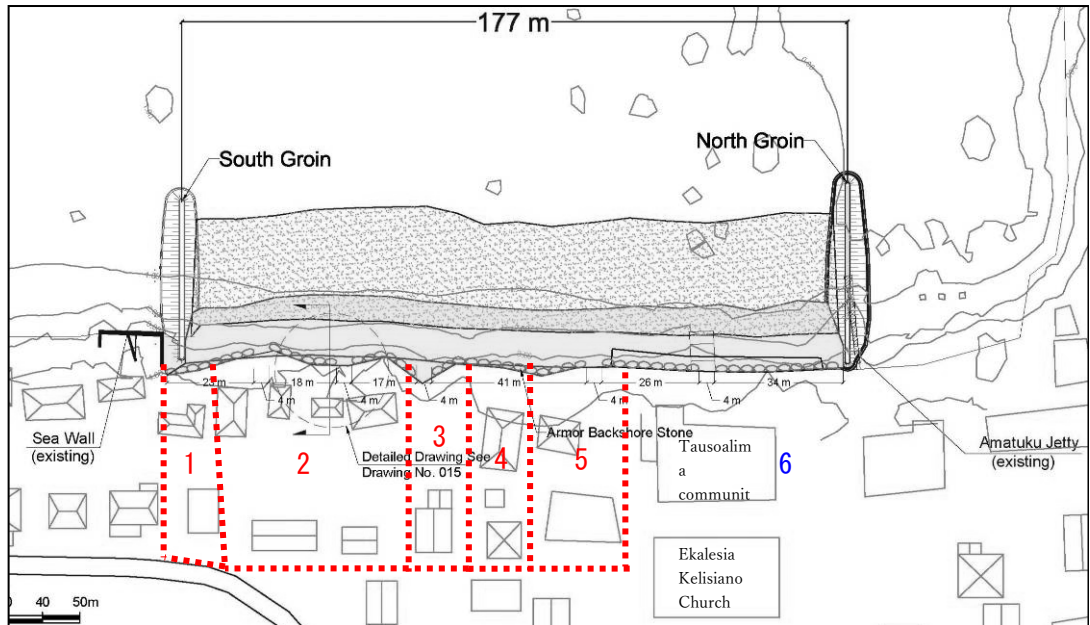 177 m
South Groin
North Groin
23 m
18 m
17 m
41 m
26 m
34 m
4 m
4 m
4 m
4 m
4 m
Sea Wall
(existing)
Detailed Drawing See
Drawing No. 015
Armor Backshore Stone
Amatuku Jetty
(existing)
1
2
3
4
5
6
Tausoalim
a
communit
Ekalesia
Kelisiano
Church
40 50m